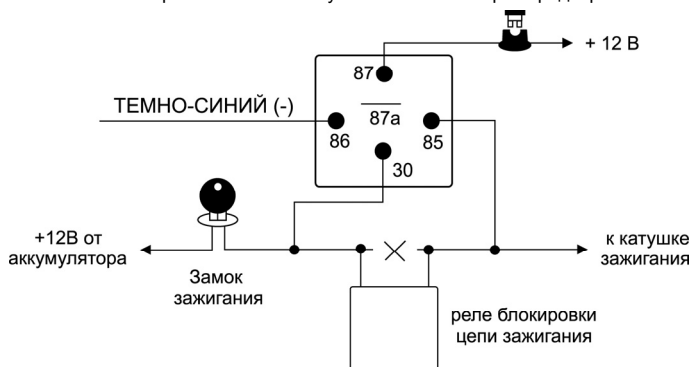 + 12 В
87
ТЕМНО-СИНИЙ (-)
87а
86
85
30
+12В от
аккумулятора
Замок
зажигания
к катушке
зажигания
реле блокировки
цепи зажигания